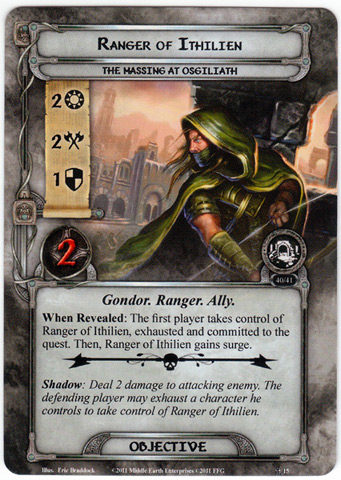 Ranger of Ithilien
The Massing at Osgiliath
2
2
1
2
40/41
Gondor. Ranger. Ally.
When Revealed: The first player takes control of
Ranger of Ithilien, exhausted and committed to the
quest. Then, Ranger of Ithilien gains surge.
Shadow: Deal 2 damage to attacking enemy. The
defending player may exhaust a character he
controls to take control of Ranger of Ithilien.
Objective
Illus. Eric Braddock
©2011 Middle Earth Enterprises ©2011 FFG
15